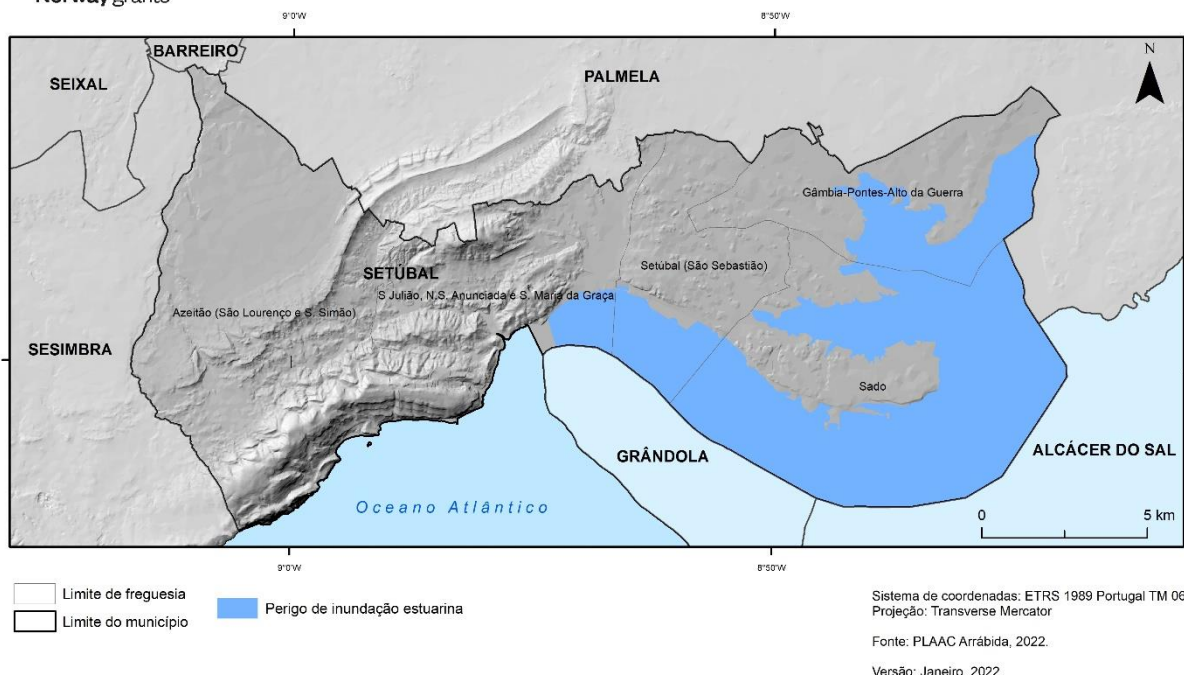 Norwaygrants
9°0'W
8°50'W
BARREIRO
SEIXAL
PALMELA
N
Gâmbia-Pontes-Alto da Guerra
Setúbal (São Sebastião)
SETÚBAL
S Julião, N.S. Anunciada e S. Maria da Graça
Azeitão (São Lourenço e S. Simão)
SESIMBRA
Sado
GRÂNDOLA
ALCÁCER DO SAL
Oceano Atlântico
0
5 km
9°0'W
8°50'W
Limite de freguesia
Limite do município
Perigo de inundação estuarina
Sistema de coordenadas: ETRS 1989 Portugal TM 06
Projeção: Transverse Mercator
Fonte: PLAAC Arrábida, 2022.
Versão: Janeiro, 2022